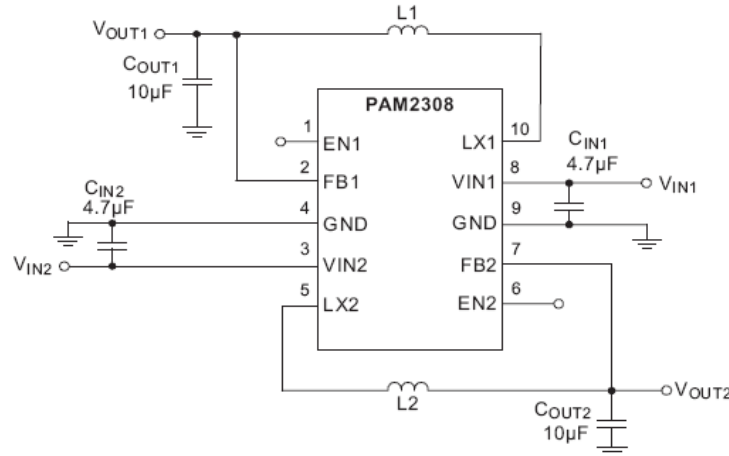 L1
VOUT1
COUT1
10µF
PAM2308
1
EN1
10
LX1
CIN1
4.7µF
2
FB1
8
VIN1
VIN1
CIN2
4.7µF
4
GND
9
GND
3
VIN2
VIN2
7
FB2
5
LX2
6
EN2
L2
VOUT2
COUT2
10µF